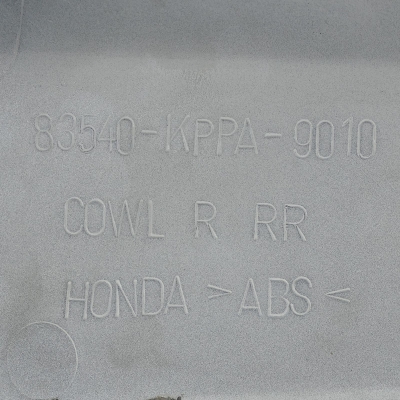 83540-KPPA-9010
COWL R RR
HONDA >ABS<